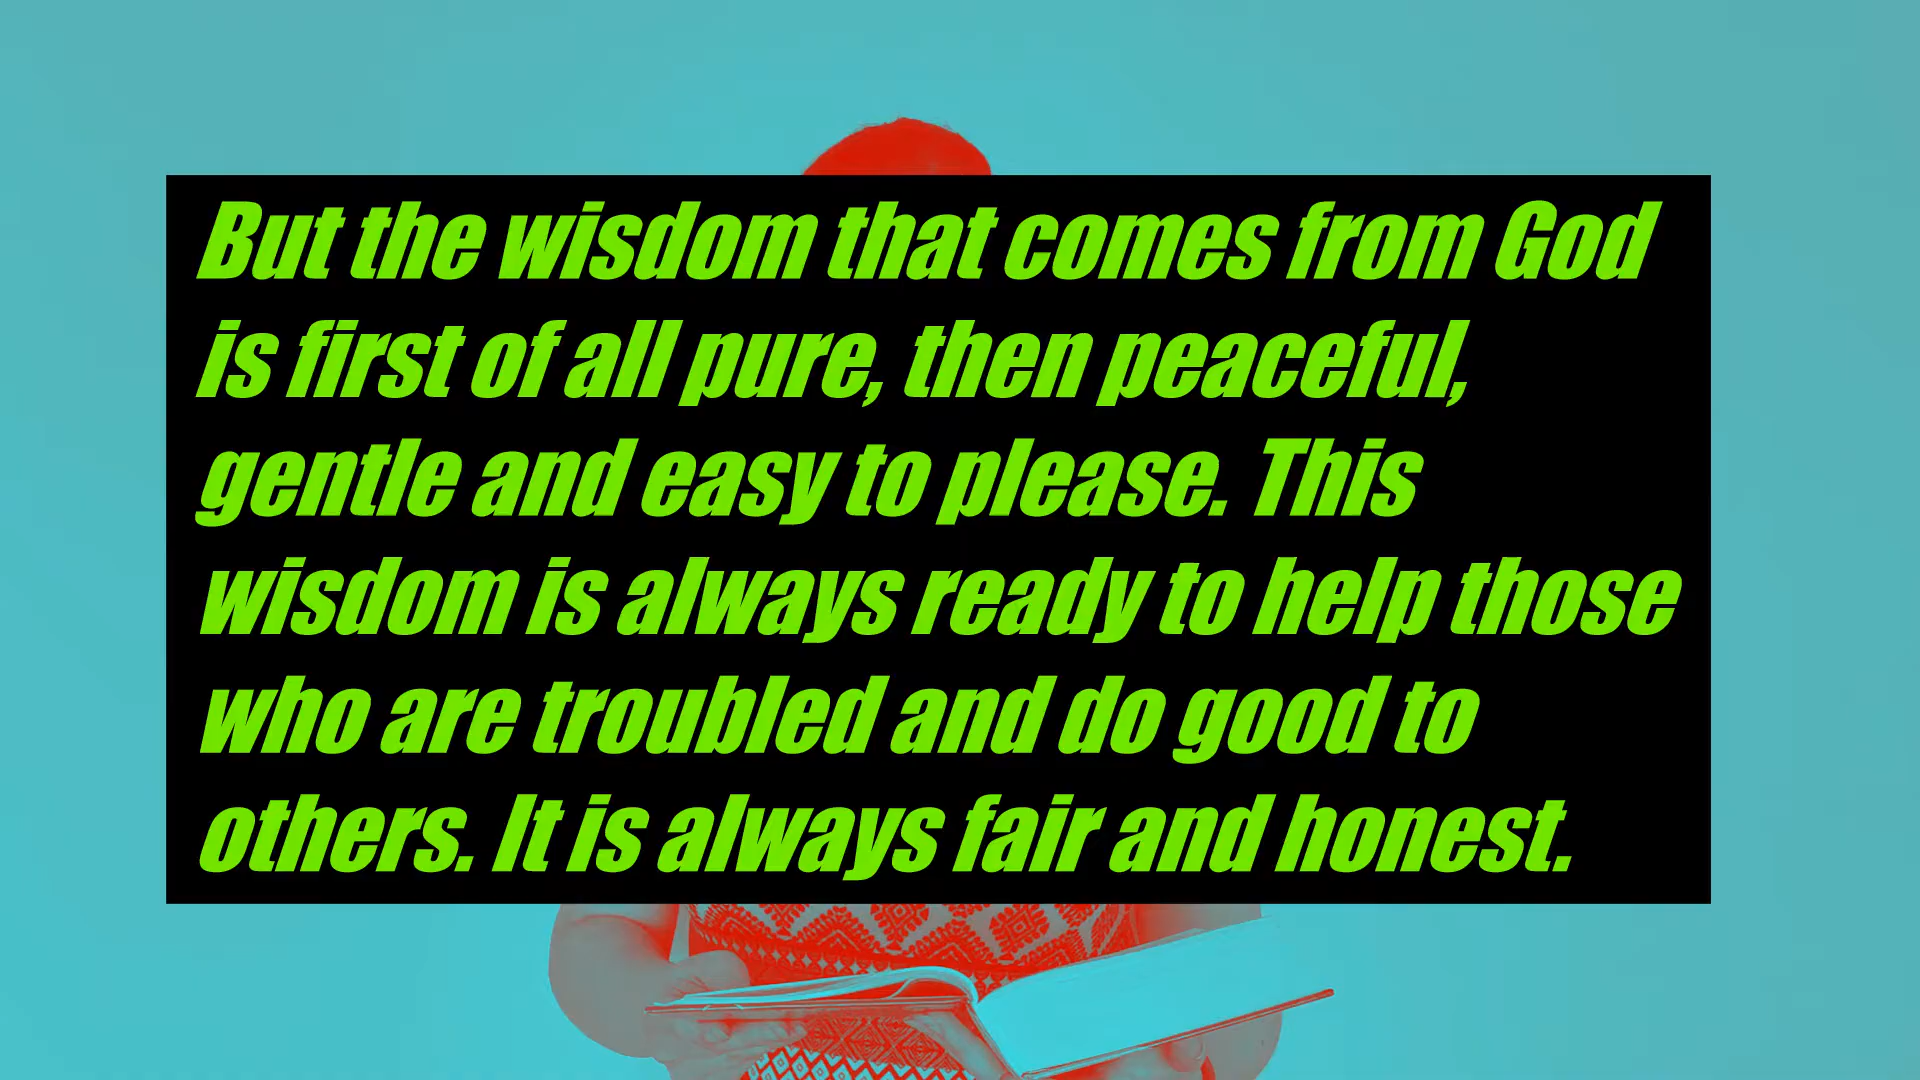 But the wisdom that comes from God
is first of all pure, then peaceful,
gentle and easy to please. This
wisdom is always ready to help those
who are troubled and do good to
others. It is always fair and honest.